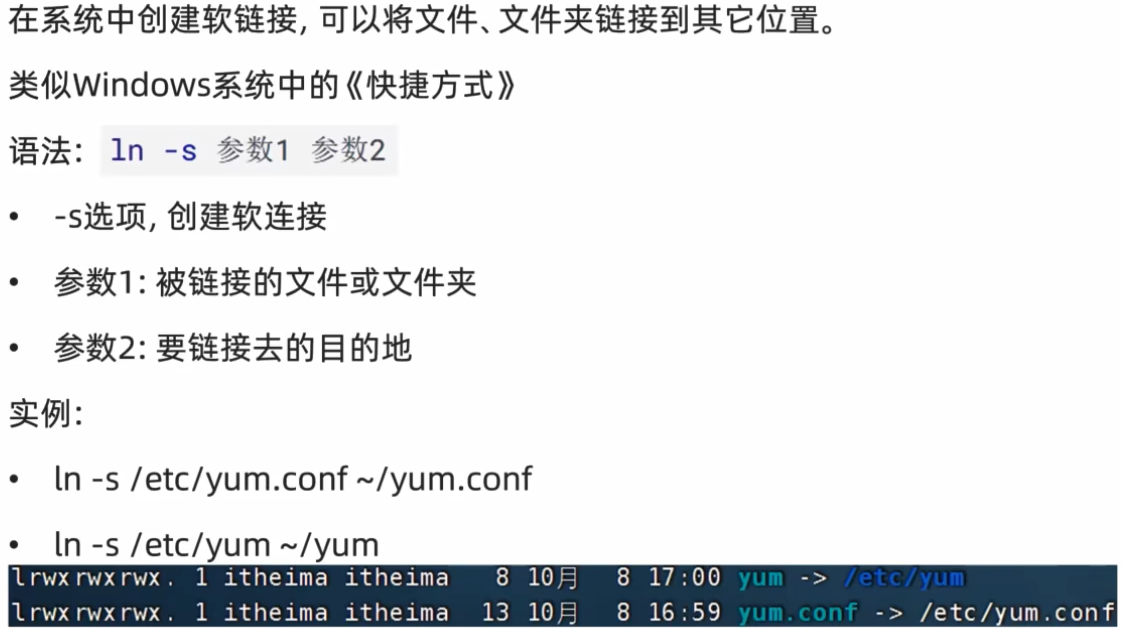 在系统中创建软链接, 可以将文件、文件夹链接到其它位置。
类似Windows系统中的《快捷方式》
语法: ln -s 参数1 参数2
• -s选项, 创建软连接
• 参数1: 被链接的文件或文件夹
• 参数2: 要链接去的目的地
实例:
• ln -s /etc/yum.conf ~/yum.conf
• ln -s /etc/yum ~/yum
lrwxrwxrwx. 1 itheima itheima 8 10月 8 17:00 yum -> /etc/yum
lrwxrwxrwx. 1 itheima itheima 13 10月 8 16:59 yum.conf -> /etc/yum.conf